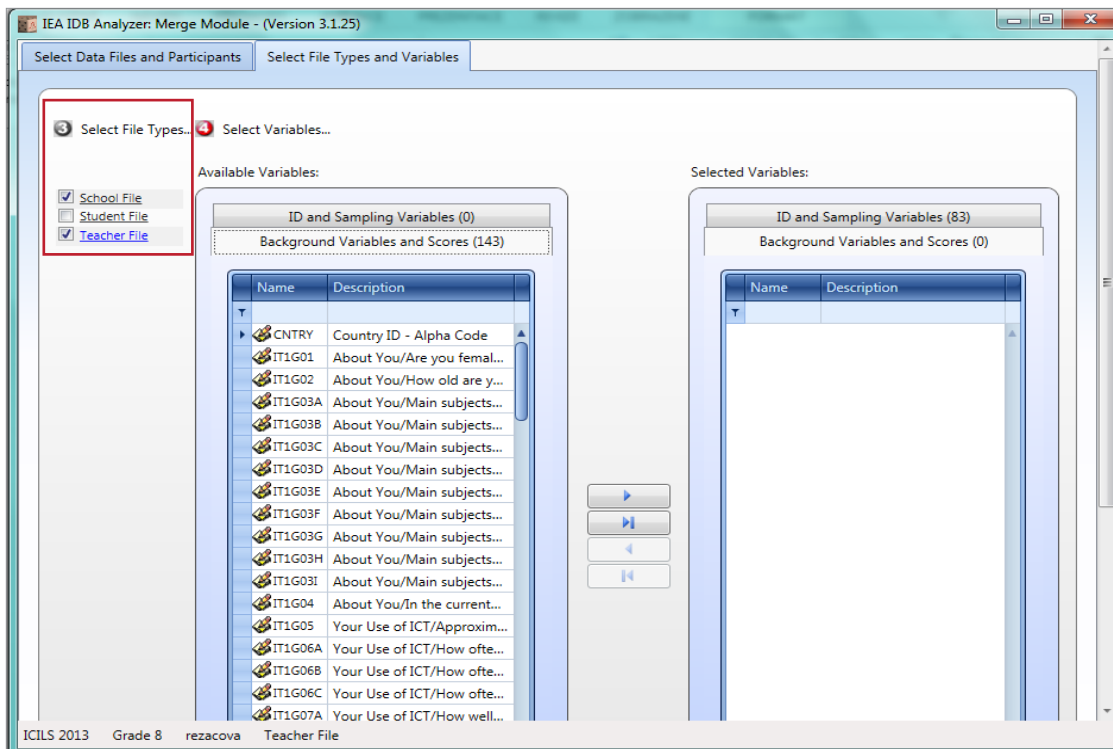 IEA IDB Analyzer: Merge Module - (Version 3.1.25)
Select Data Files and Participants
Select File Types and Variables
3 Select File Types...
4 Select Variables...
School File
Student File
Teacher File
Available Variables:
ID and Sampling Variables (0)
Background Variables and Scores (143)
Name Description
CNTRY Country ID - Alpha Code
IT1G01 About You/Are you femal...
IT1G02 About You/How old are y...
IT1G03A About You/Main subjects...
IT1G03B About You/Main subjects...
IT1G03C About You/Main subjects...
IT1G03D About You/Main subjects...
IT1G03E About You/Main subjects...
IT1G03F About You/Main subjects...
IT1G03G About You/Main subjects...
IT1G03H About You/Main subjects...
IT1G03I About You/Main subjects...
IT1G04 About You/In the current...
IT1G05 Your Use of ICT/Approxim...
IT1G06A Your Use of ICT/How ofte...
IT1G06B Your Use of ICT/How ofte...
IT1G06C Your Use of ICT/How ofte...
IT1G07A Your Use of ICT/How well...
Selected Variables:
ID and Sampling Variables (83)
Background Variables and Scores (0)
Name Description
ICILS 2013 Grade 8 rezacova Teacher File